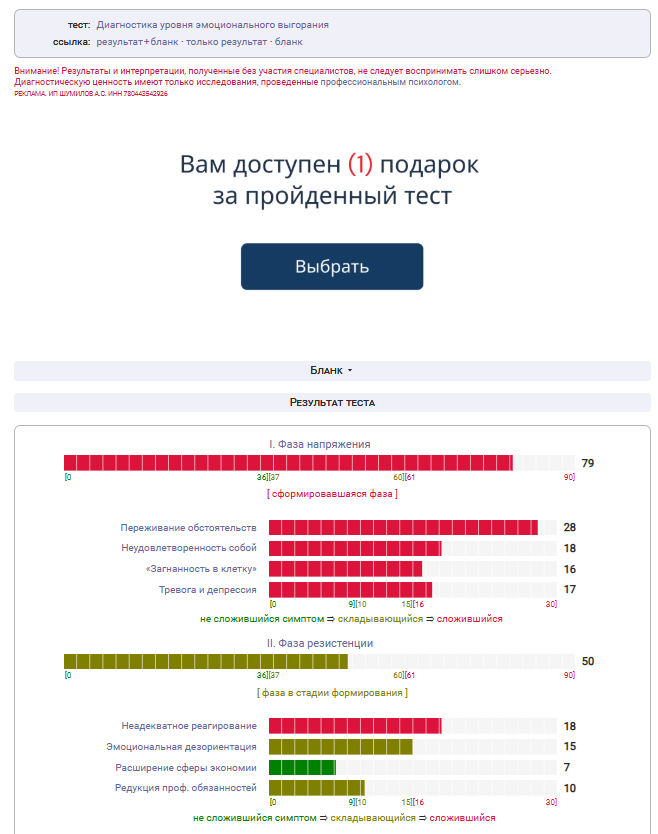 тест: Диагностика уровня эмоционального выгорания
ссылка: результат+бланк · только результат · бланк
Внимание! Результаты и интерпретации, полученные без участия специалистов, не следует воспринимать слишком серьезно.
Диагностическую ценность имеют только исследования, проведенные профессиональным психологом.
РЕКЛАМА. ИП ШУМИЛОВ А.С. ИНН 780443542926
Вам доступен (1) подарок
за пройденный тест
Выбрать
Бланк
Результат теста
I. Фаза напряжения
79
[0 36][37 60][61 90]
[ сформировавшаяся фаза ]
Переживание обстоятельств 28
Неудовлетворенность собой 18
«Загнанность в клетку» 16
Тревога и депрессия 17
[0 9][10 15][16 30]
не сложившийся симптом ⇒ складывающийся ⇒ сложившийся
II. Фаза резистенции
50
[0 36][37 60][61 90]
[ фаза в стадии формирования ]
Неадекватное реагирование 18
Эмоциональная дезориентация 15
Расширение сферы экономии 7
Редукция проф. обязанностей 10
[0 9][10 15][16 30]
не сложившийся симптом ⇒ складывающийся ⇒ сложившийся